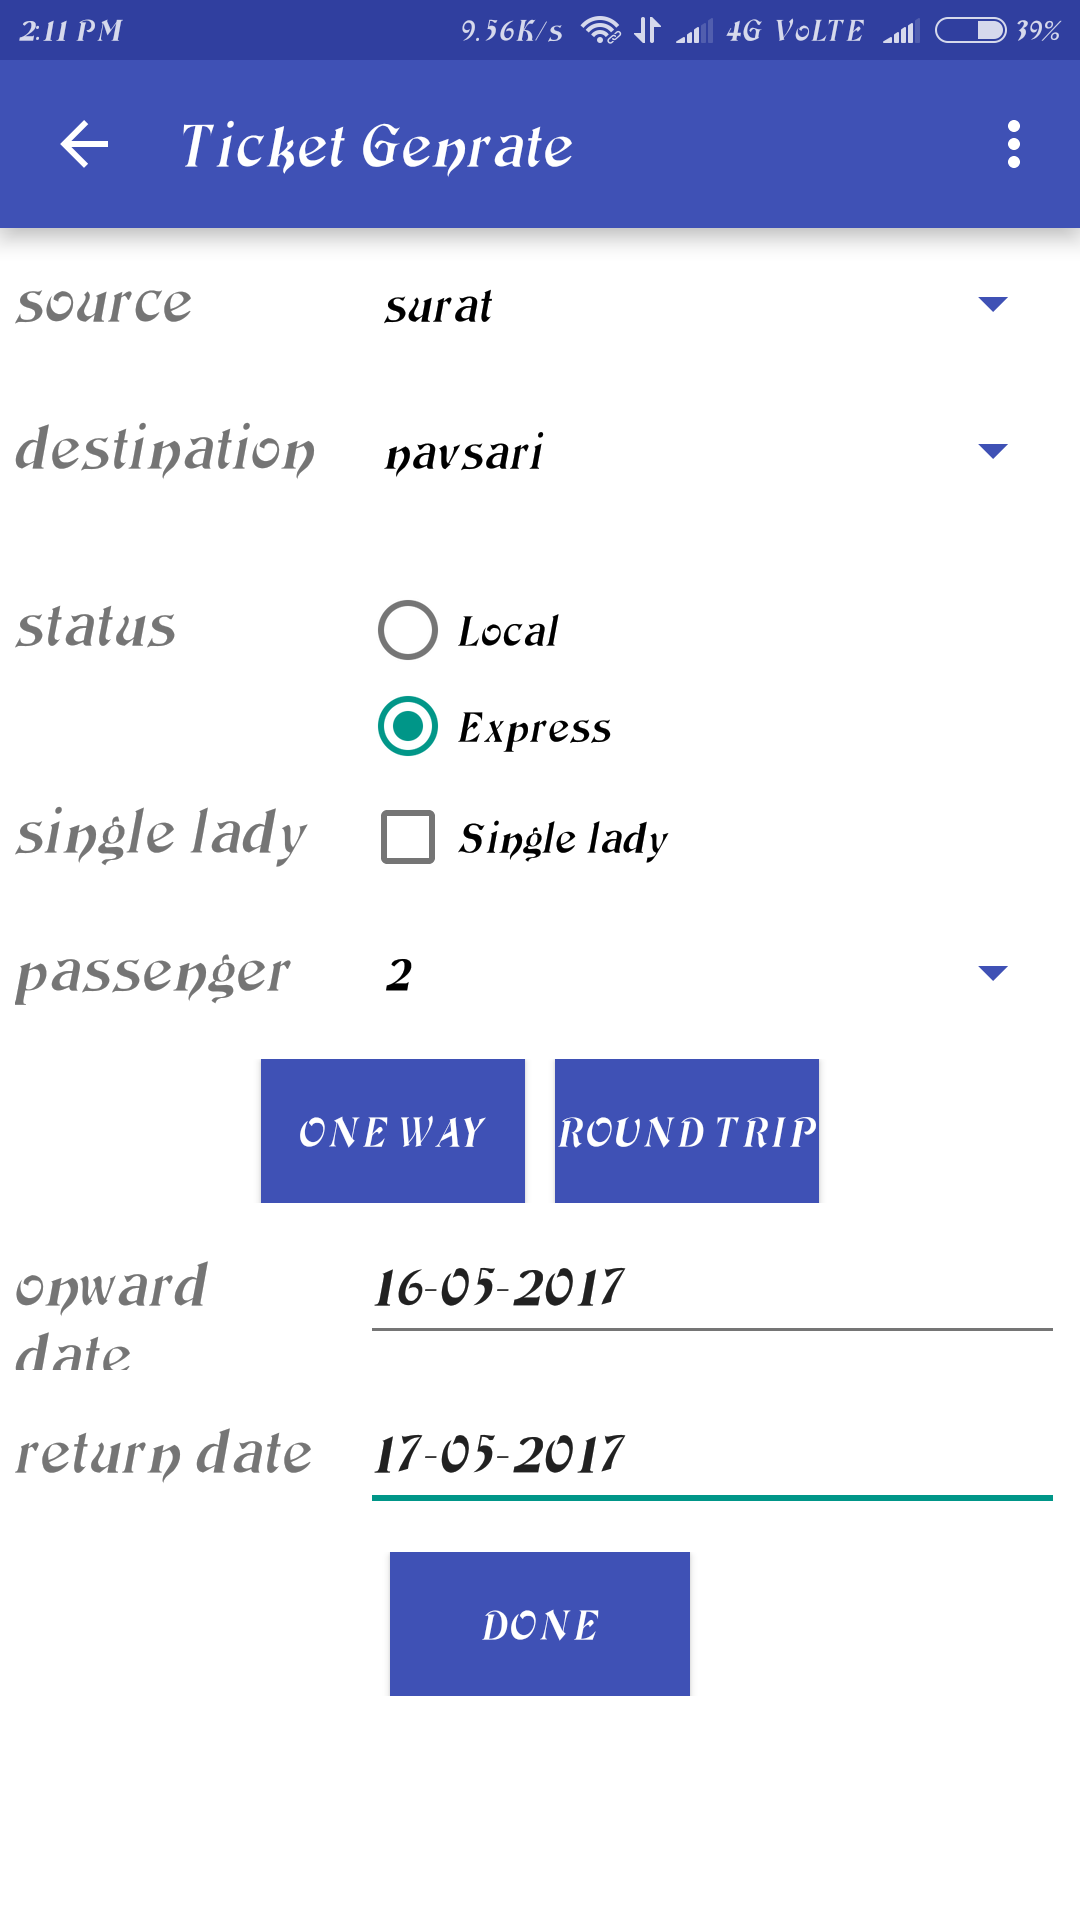 2:11 PM 9.56K/s 4G VoLTE 39%
Ticket Genrate
source surat
destination navsari
status Local
Express
single lady Single lady
passenger 2
ONE WAY ROUND TRIP
onward 16-05-2017
date
return date 17-05-2017
DONE